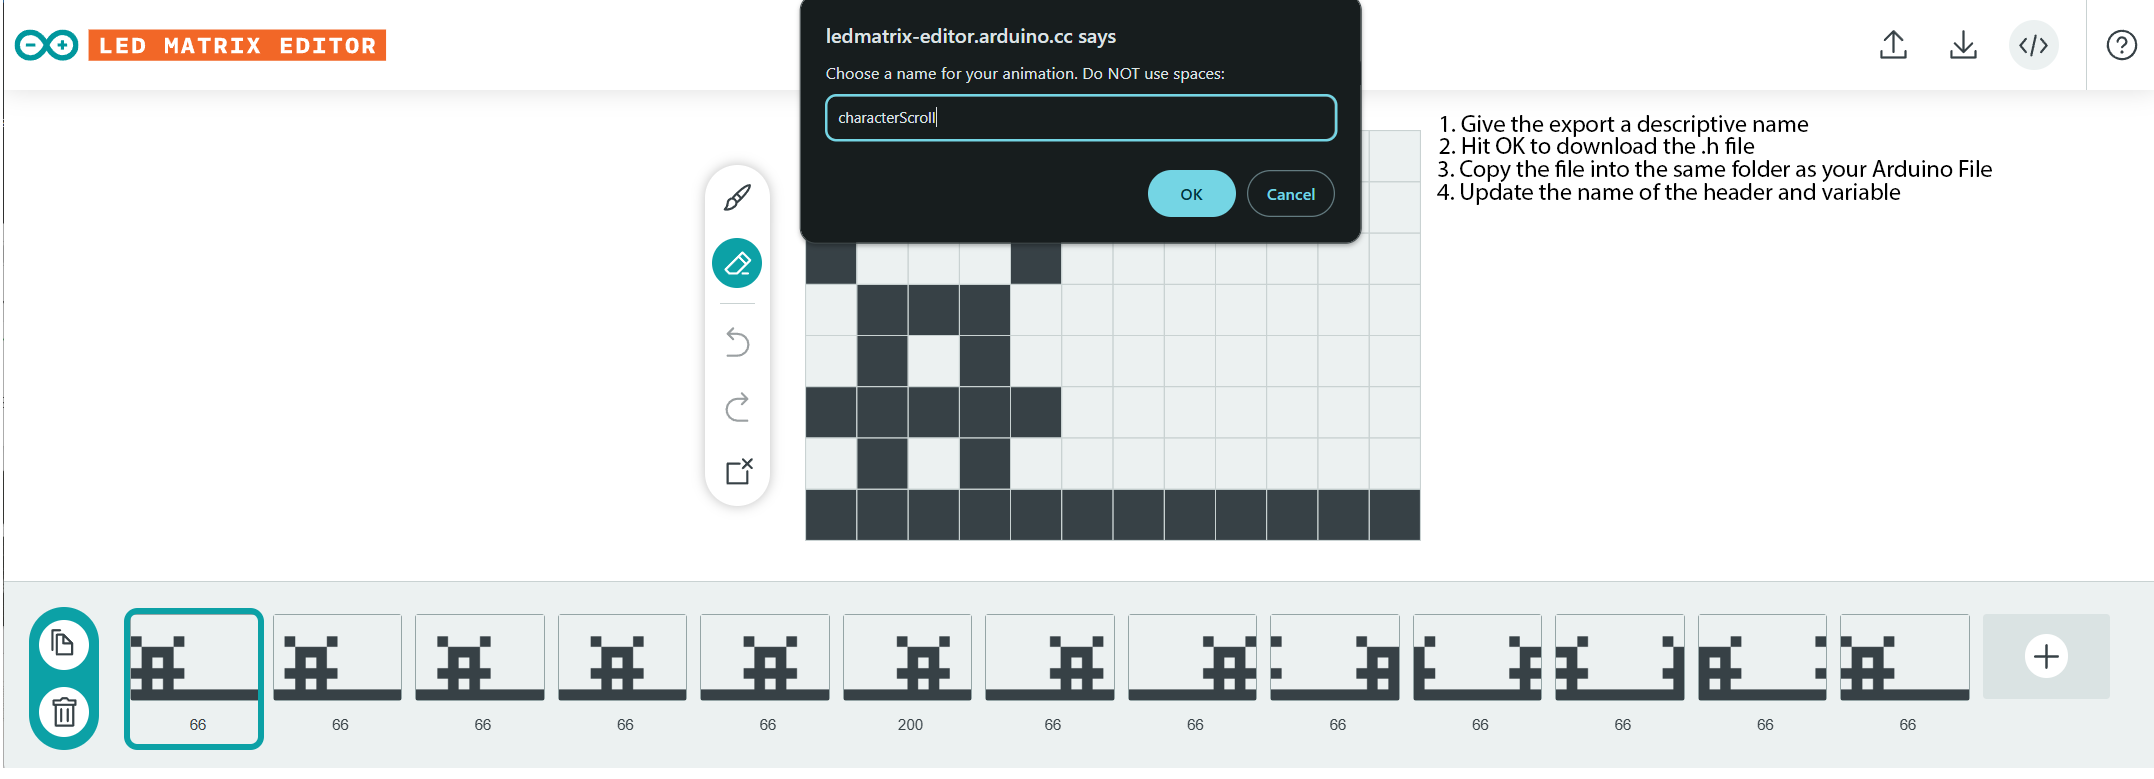 LED MATRIX EDITOR
ledmatrix-editor.arduino.cc says
Choose a name for your animation. Do NOT use spaces:
characterScroll
OK
Cancel
1. Give the export a descriptive name
2. Hit OK to download the .h file
3. Copy the file into the same folder as your Arduino File
4. Update the name of the header and variable
66
66
66
66
66
200
66
66
66
66
66
66
66